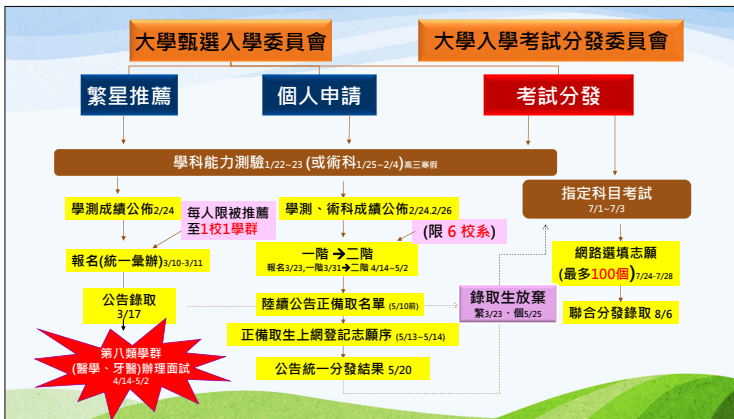 大學甄選入學委員會
大學入學考試分發委員會
繁星推薦
個人申請
考試分發
學科能力測驗1/22~23 (或術科1/25~2/4)高三寒假
指定科目考試
7/1~7/3
學測成績公佈2/24
每人限被推薦
至1校1學群
學測、術科成績公佈2/24.2/26
(限 6 校系)
報名(統一彙辦)3/10-3/11
一階→二階
報名3/23,一階3/31→二階 4/14~5/2
網路選填志願
(最多100個)7/24-7/28
公告錄取
3/17
陸續公告正備取名單 (5/10前)
錄取生放棄
繁3/23、個5/25
聯合分發錄取 8/6
正備取生上網登記志願序 (5/13~5/14)
第八類學群
(醫學、牙醫)辦理面試
4/14-5/2
公告統一分發結果 5/20